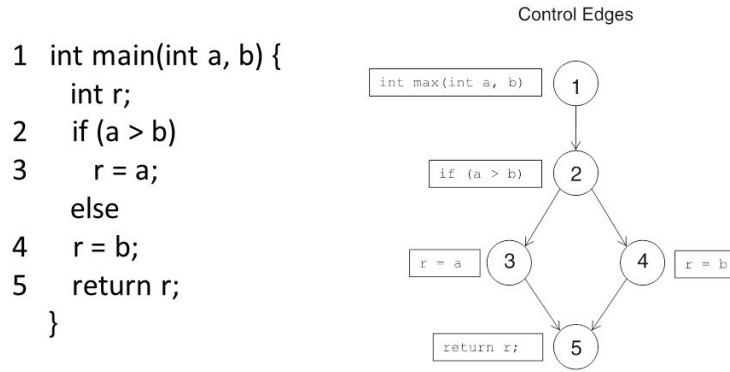 Control Edges
1 int main(int a, b) {
int r;
2 if (a > b)
3 r = a;
else
4 r = b;
5 return r;
}
int max(int a, b)
1
if (a > b)
2
r = a
3
4
r = b
return r;
5